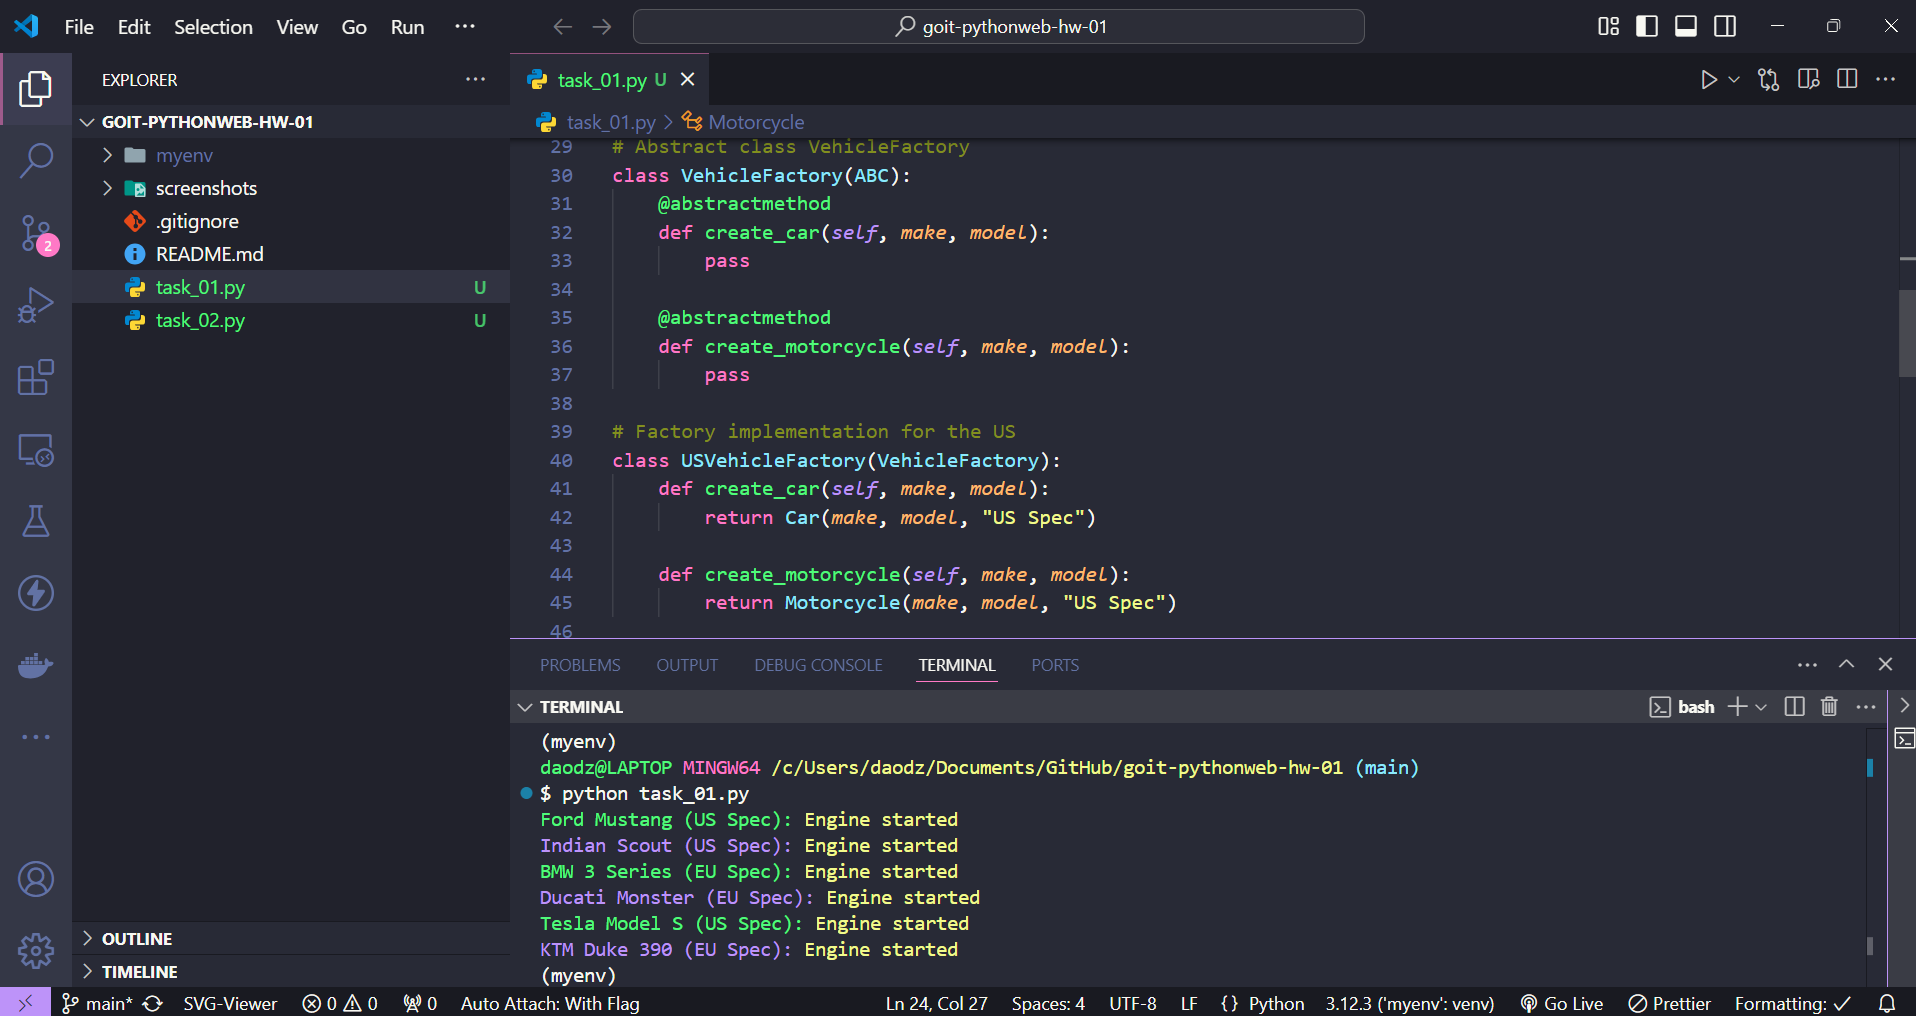 File Edit Selection View Go Run ···
goit-pythonweb-hw-01
EXPLORER
GOIT-PYTHONWEB-HW-01
myenv
screenshots
.gitignore
README.md
task_01.py U
task_02.py U
OUTLINE
TIMELINE
2
task_01.py U
task_01.py > Motorcycle
29 # Abstract class VehicleFactory
30 class VehicleFactory(ABC):
31 @abstractmethod
32 def create_car(self, make, model):
33 pass
34
35 @abstractmethod
36 def create_motorcycle(self, make, model):
37 pass
38
39 # Factory implementation for the US
40 class USVehicleFactory(VehicleFactory):
41 def create_car(self, make, model):
42 return Car(make, model, "US Spec")
43
44 def create_motorcycle(self, make, model):
45 return Motorcycle(make, model, "US Spec")
46
PROBLEMS OUTPUT DEBUG CONSOLE TERMINAL PORTS
TERMINAL
bash
(myenv)
daodz@LAPTOP MINGW64 /c/Users/daodz/Documents/GitHub/goit-pythonweb-hw-01 (main)
$ python task_01.py
Ford Mustang (US Spec): Engine started
Indian Scout (US Spec): Engine started
BMW 3 Series (EU Spec): Engine started
Ducati Monster (EU Spec): Engine started
Tesla Model S (US Spec): Engine started
KTM Duke 390 (EU Spec): Engine started
(myenv)
main* SVG-Viewer 0 0 0 Auto Attach: With Flag Ln 24, Col 27 Spaces: 4 UTF-8 LF {} Python 3.12.3 ('myenv': venv) Go Live Prettier Formatting: ✓